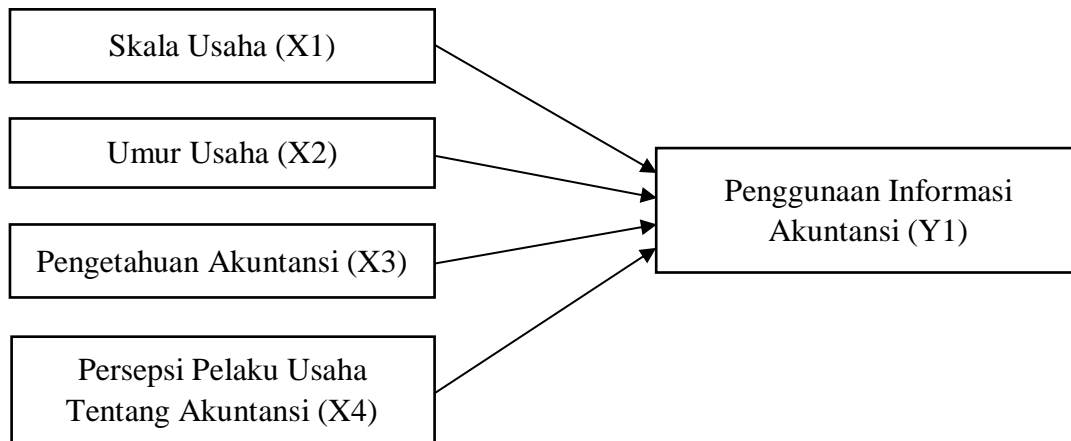 Skala Usaha (X1)
Umur Usaha (X2)
Pengetahuan Akuntansi (X3)
Persepsi Pelaku Usaha
Tentang Akuntansi (X4)
Penggunaan Informasi
Akuntansi (Y1)